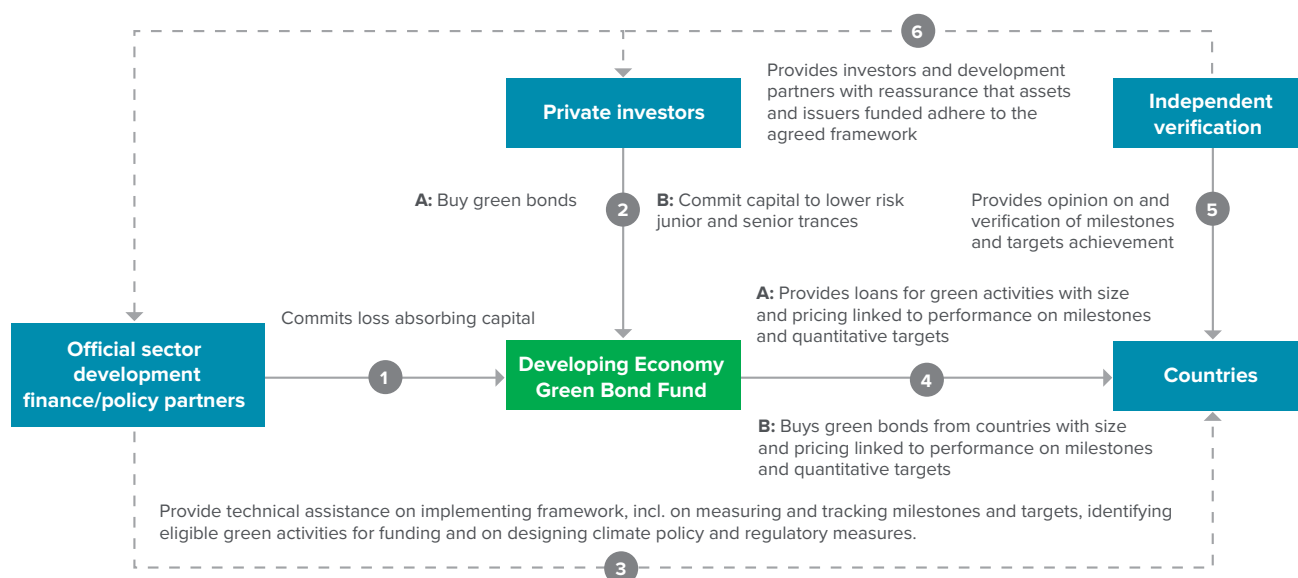 6
Provides investors and development
partners with reassurance that assets
and issuers funded adhere to the
agreed framework
Private investors
Independent
verification
A: Buy green bonds
2
B: Commit capital to lower risk
junior and senior trances
Provides opinion on and
verification of milestones
and targets achievement
5
Commits loss absorbing capital
A: Provides loans for green activities with size
and pricing linked to performance on milestones
and quantitative targets
Official sector
development
finance/policy partners
1
Developing Economy
Green Bond Fund
4
Countries
B: Buys green bonds from countries with size
and pricing linked to performance on milestones
and quantitative targets
Provide technical assistance on implementing framework, incl. on measuring and tracking milestones and targets, identifying
eligible green activities for funding and on designing climate policy and regulatory measures.
3